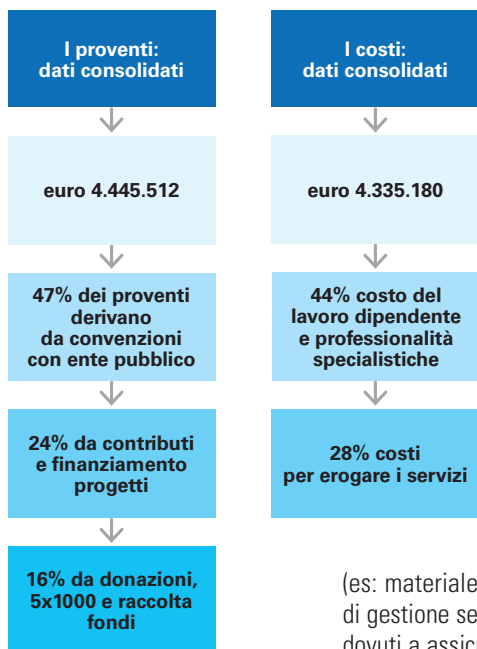 I proventi:
dati consolidati
euro 4.445.512
47% dei proventi
derivano
da convenzioni
con ente pubblico
24% da contributi
e finanziamento
progetti
16% da donazioni,
5x1000 e raccolta
fondi
I costi:
dati consolidati
euro 4.335.180
44% costo del
lavoro dipendente
e professionalità
specialistiche
28% costi
per erogare i servizi
(es: materiale
di gestione se
dovuti a assicu